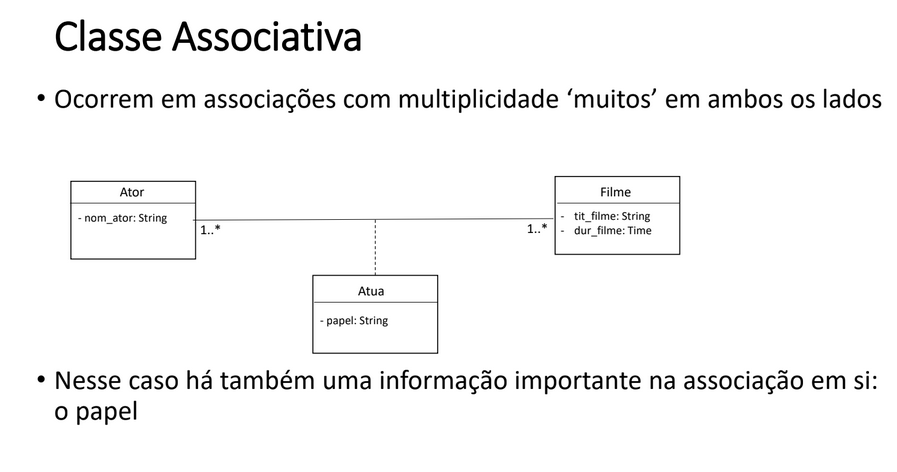 Classe Associativa
• Ocorrem em associações com multiplicidade ‘muitos’ em ambos os lados
Ator
- nom_ator: String
1..*
1..*
Filme
- tit_filme: String
- dur_filme: Time
Atua
- papel: String
• Nesse caso há também uma informação importante na associação em si:
o papel